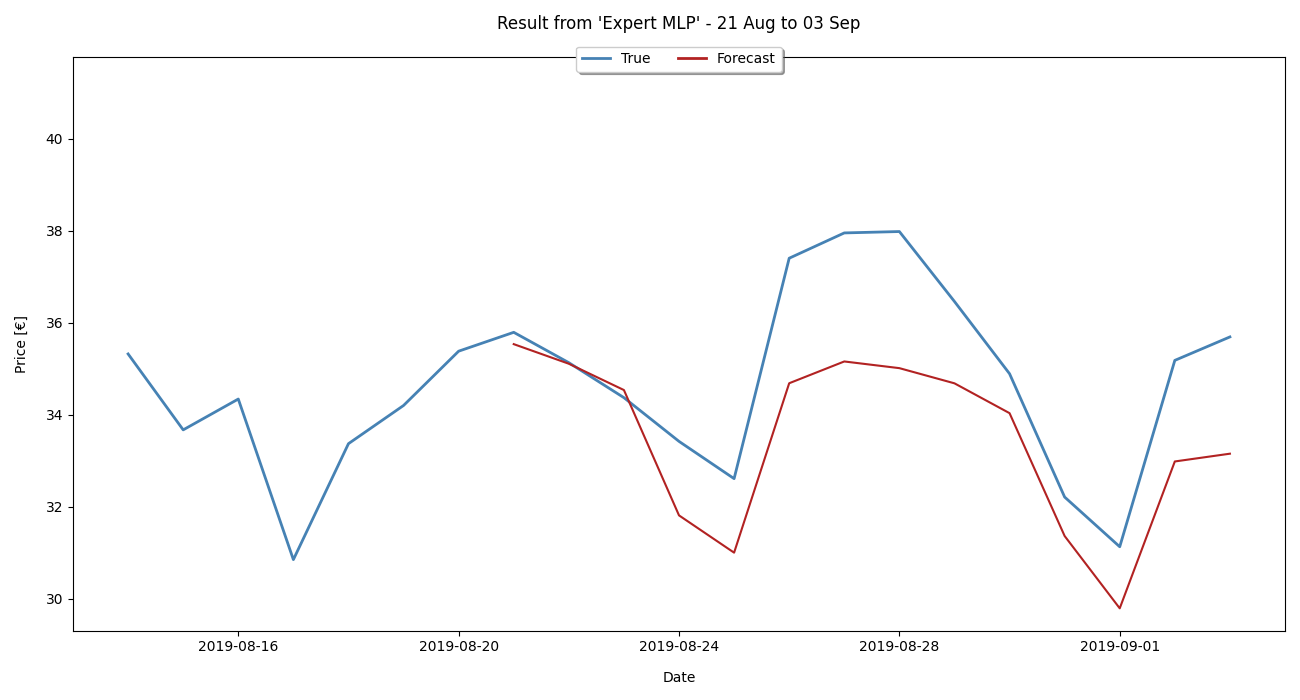 Result from 'Expert MLP' - 21 Aug to 03 Sep
True
Forecast
Price [€]
40
38
36
34
32
30
2019-08-16
2019-08-20
2019-08-24
2019-08-28
2019-09-01
Date